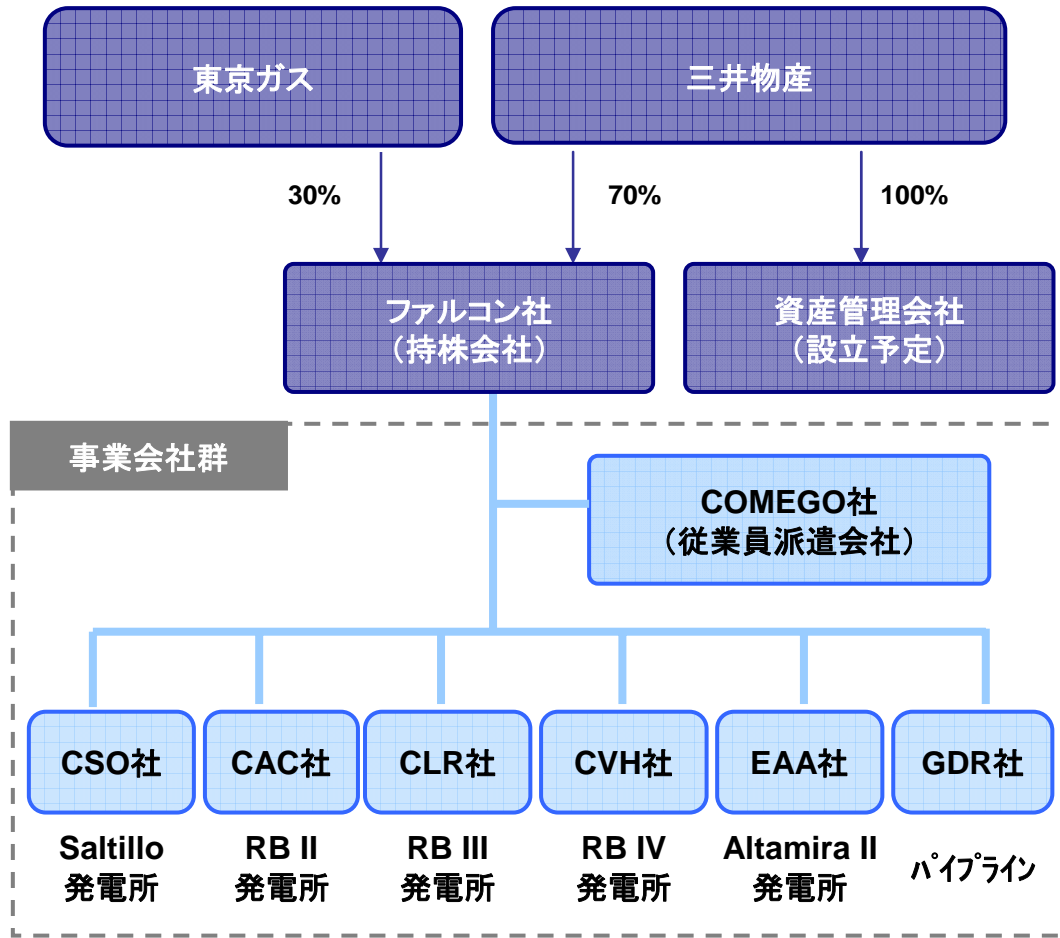 東京ガス
三井物産
30%
70%
100%
ファルコン社
（持株会社）
資産管理会社
（設立予定）
事業会社群
COMEGO社
（従業員派遣会社）
CSO社
CAC社
CLR社
CVH社
EAA社
GDR社
Saltillo
発電所
RB II
発電所
RB III
発電所
RB IV
発電所
Altamira II
発電所
ﾊﾟｲﾌﾟﾗｲﾝ